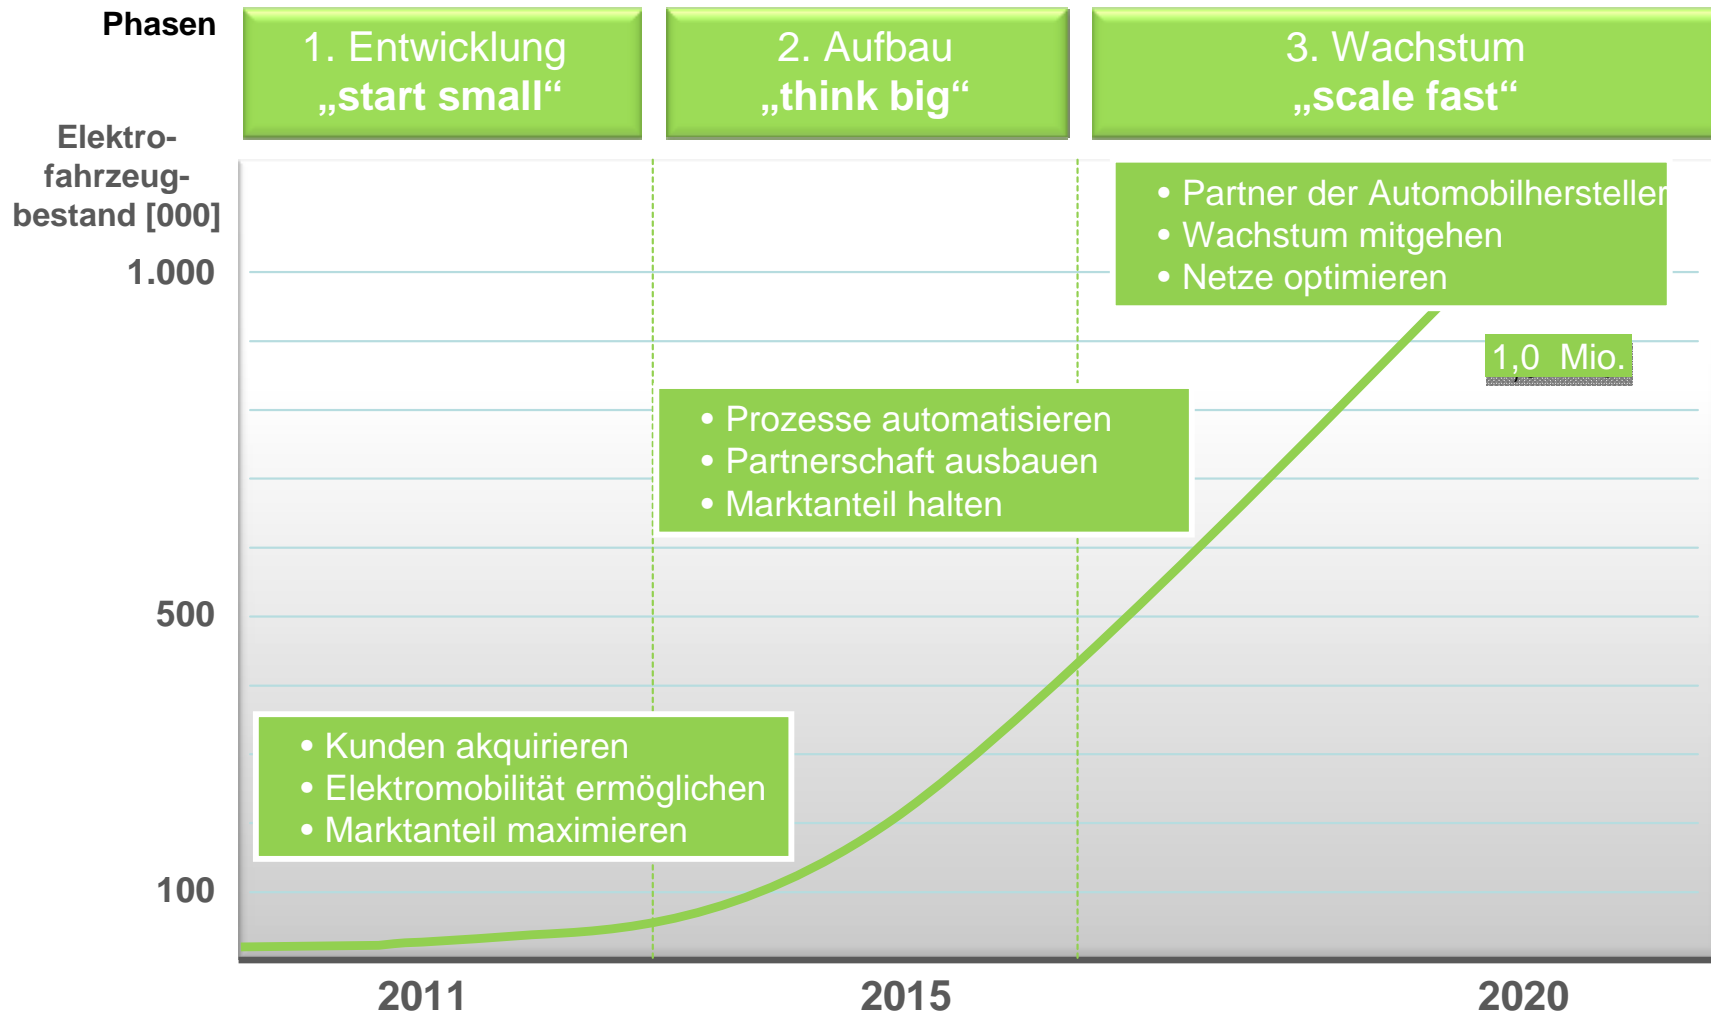 Phasen
1. Entwicklung
„start small“
2. Aufbau
„think big“
3. Wachstum
„scale fast“
Elektro-
fahrzeug-
bestand [000]
• Partner der Automobilhersteller
• Wachstum mitgehen
• Netze optimieren
1.000
1,0 Mio.
• Prozesse automatisieren
• Partnerschaft ausbauen
• Marktanteil halten
500
• Kunden akquirieren
• Elektromobilität ermöglichen
• Marktanteil maximieren
100
2011
2015
2020